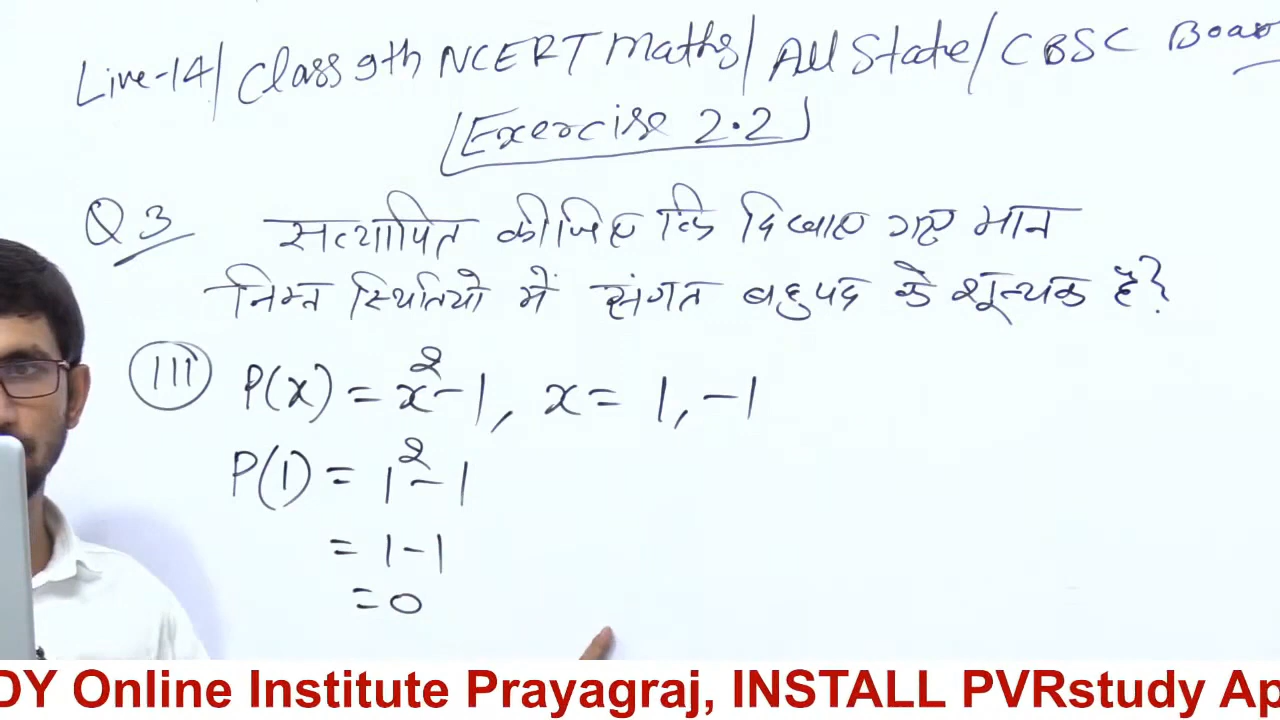 Live-14/ Class 9th NCERT Maths/ All State/ CBSC Boar
Exercise 2.2
Q3 सत्यापित कीजिए कि दिखाए गए मान
निम्न स्थितियो में संगत बहुपद के शून्यक है?
III P(x) = x²-1, x = 1, -1
P(1) = 1²-1
= 1-1
= 0
DY Online Institute Prayagraj, INSTALL PVRstudy Ap